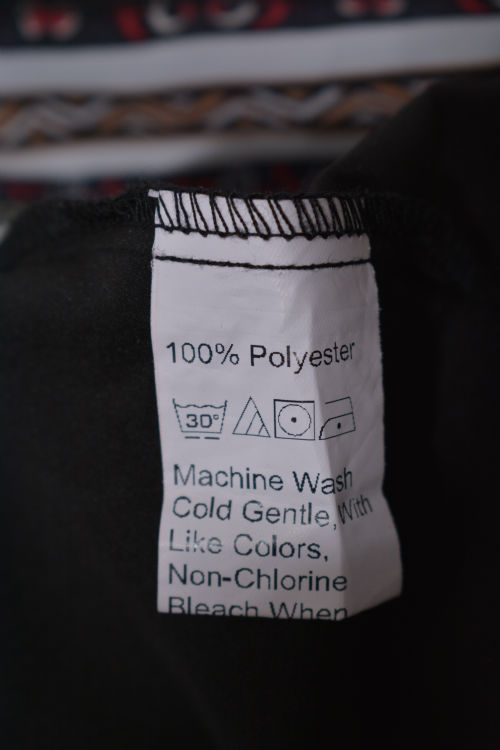 100% Polyester
30°
Machine Wash
Cold Gentle, With
Like Colors,
Non-Chlorine
Bleach When